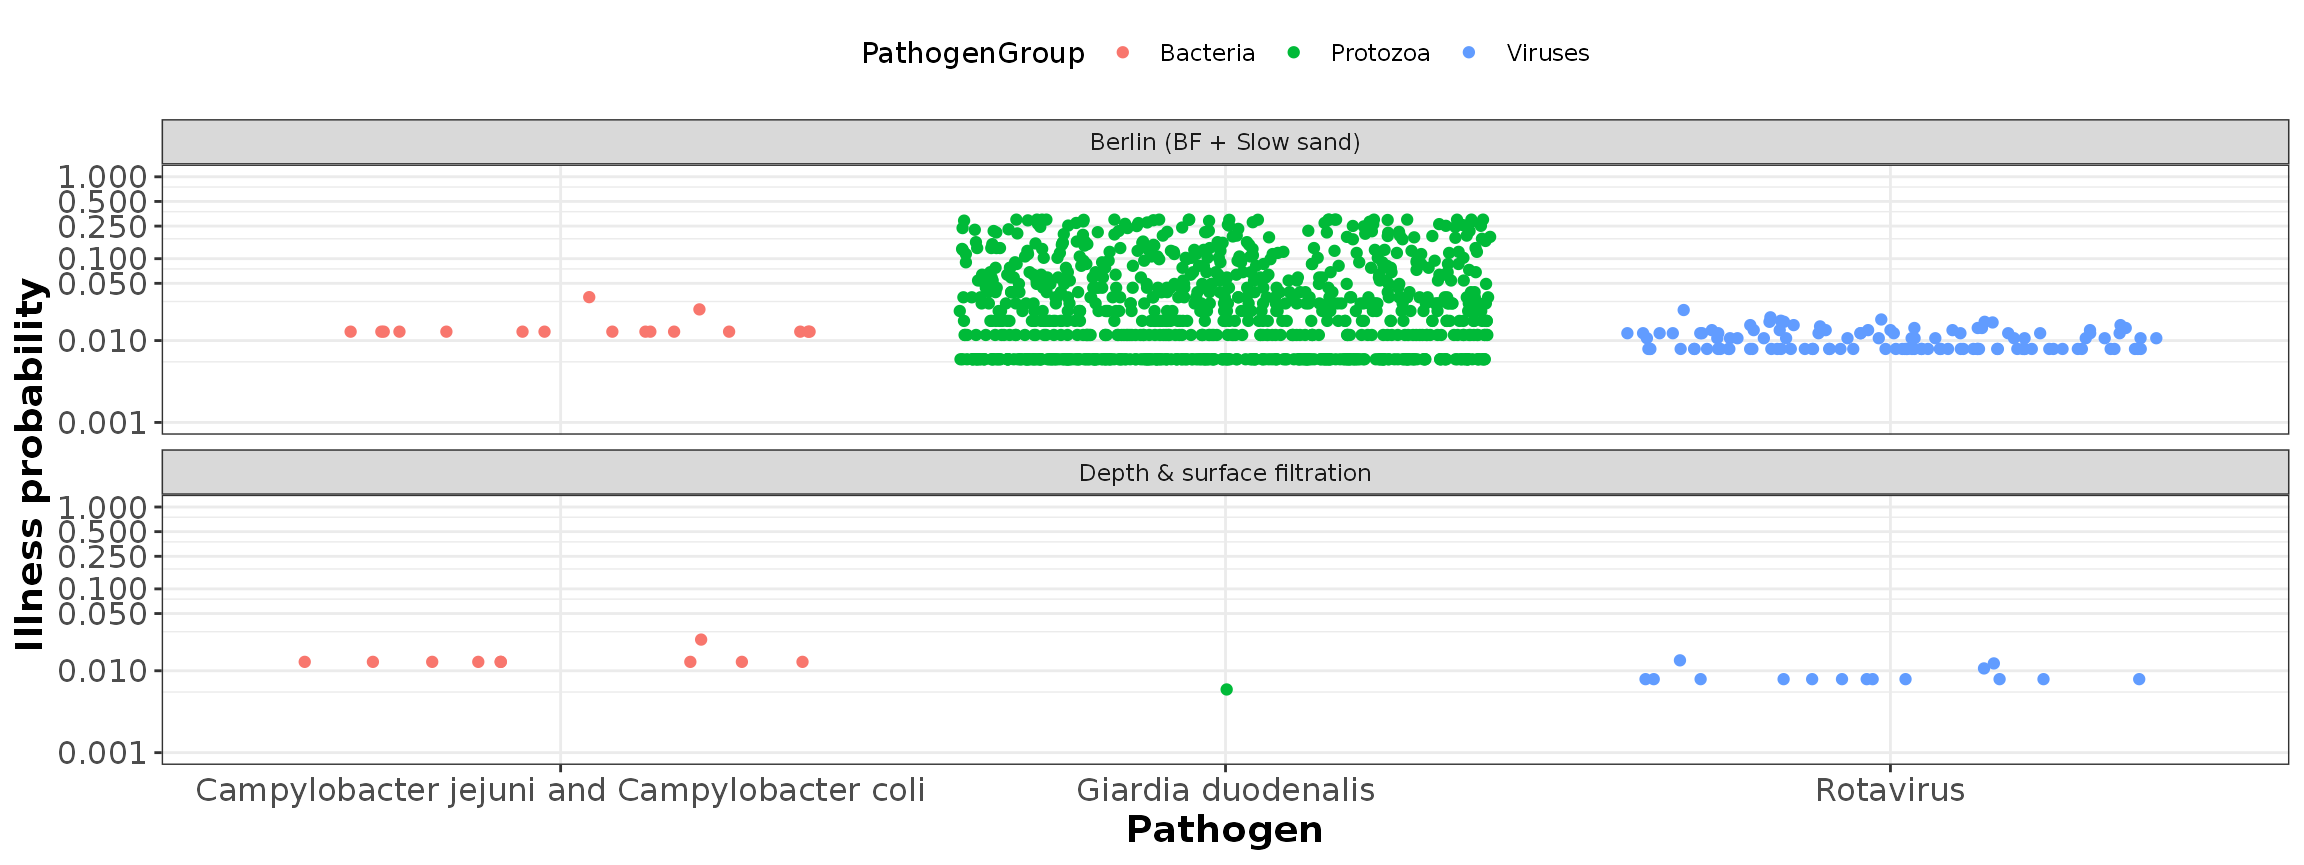 PathogenGroup Bacteria Protozoa Viruses
Berlin (BF + Slow sand)
1.000
0.500
0.250
0.100
0.050
0.010
0.001
Illness probability
Depth & surface filtration
1.000
0.500
0.250
0.100
0.050
0.010
0.001
Campylobacter jejuni and Campylobacter coli Giardia duodenalis Rotavirus
Pathogen